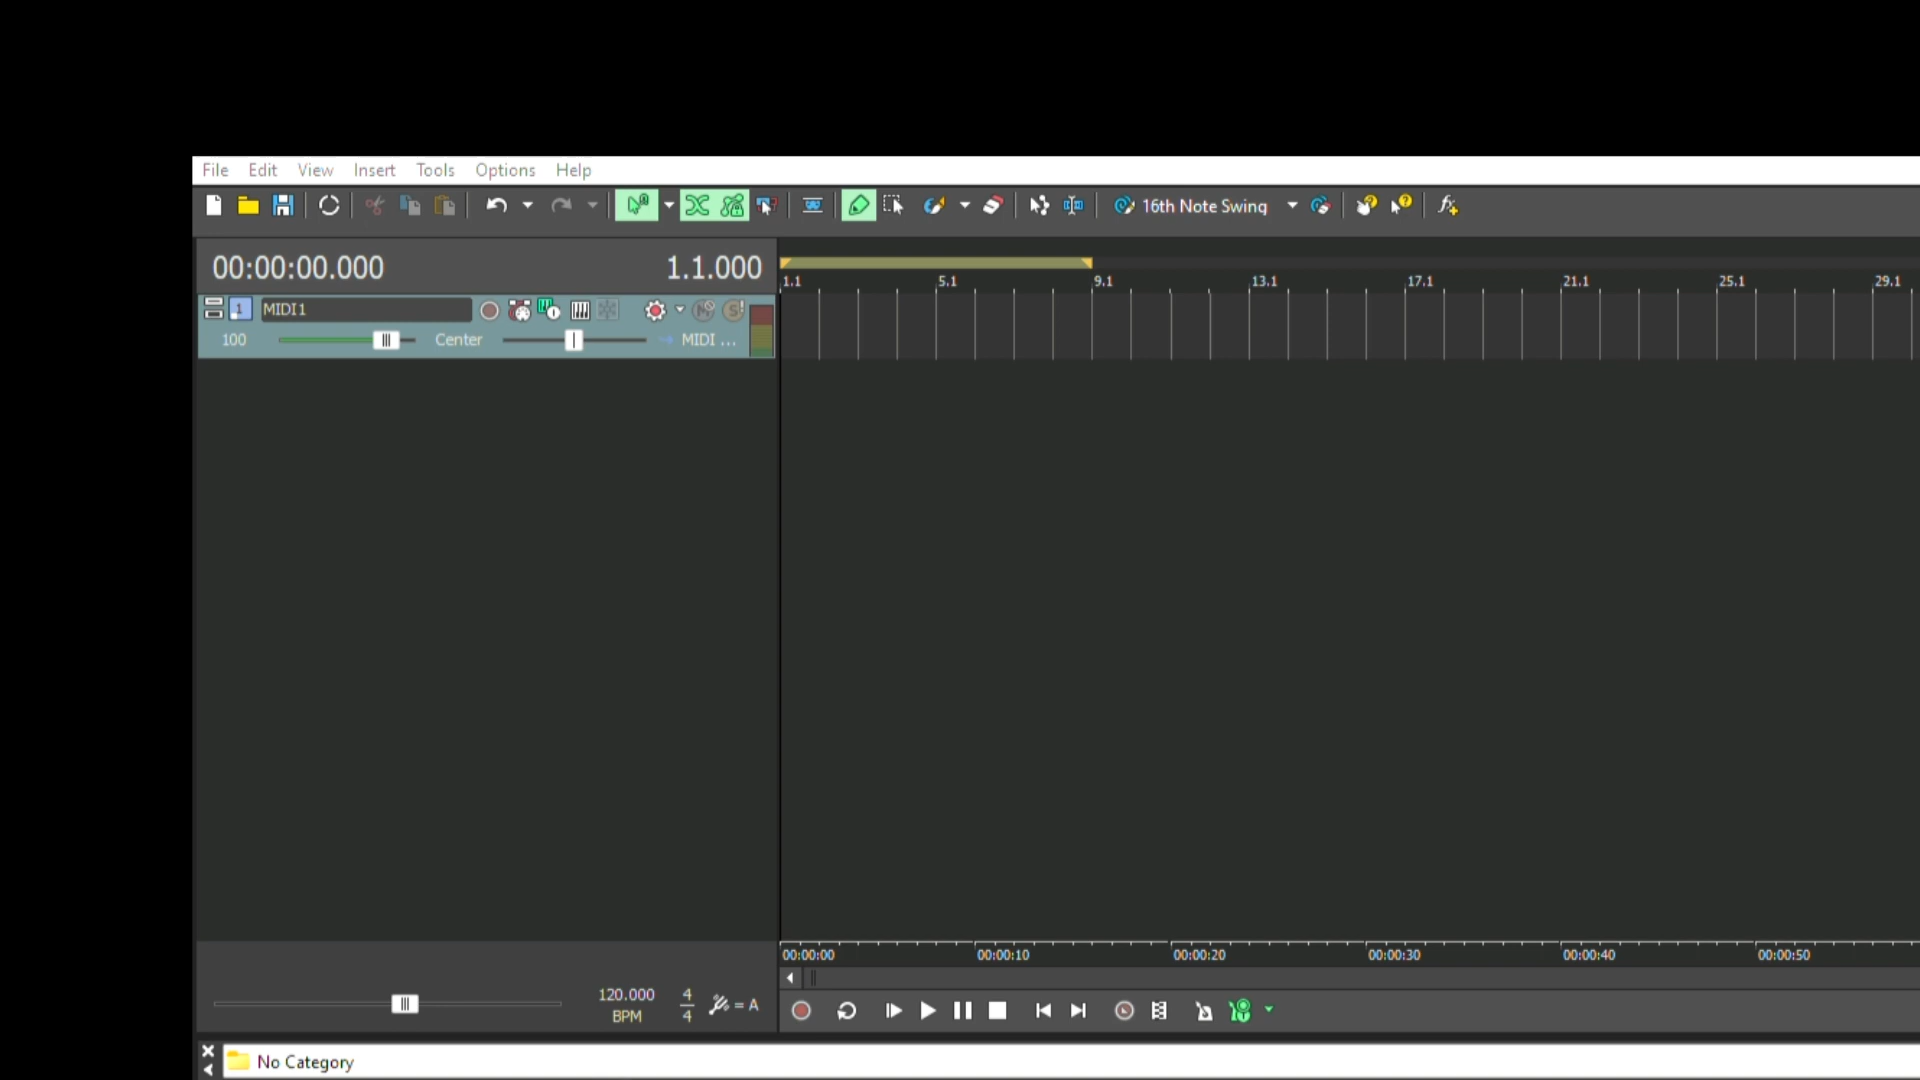 File Edit View Insert Tools Options Help
16th Note Swing
00:00:00.000 1.1.000
1.1 5.1 9.1 13.1 17.1 21.1 25.1 29.1
1 MIDI1
100 Center MIDI ...
00:00:00 00:00:10 00:00:20 00:00:30 00:00:40 00:00:50
120.000 4
BPM 4
= A
No Category